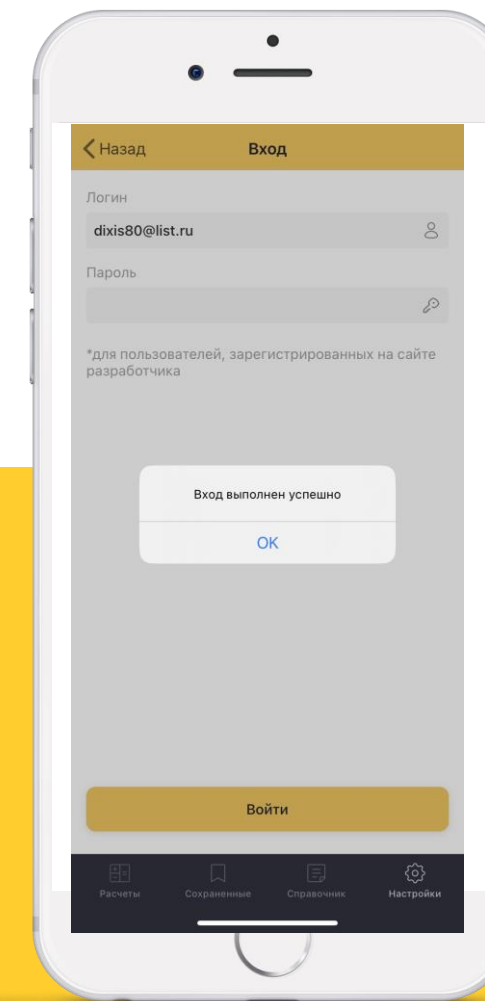 Назад
Вход
Логин
dixis80@list.ru
Пароль
*для пользователей, зарегистрированных на сайте
разработчика
Вход выполнен успешно
OK
Войти
Расчеты Сохраненные Справочник Настройки